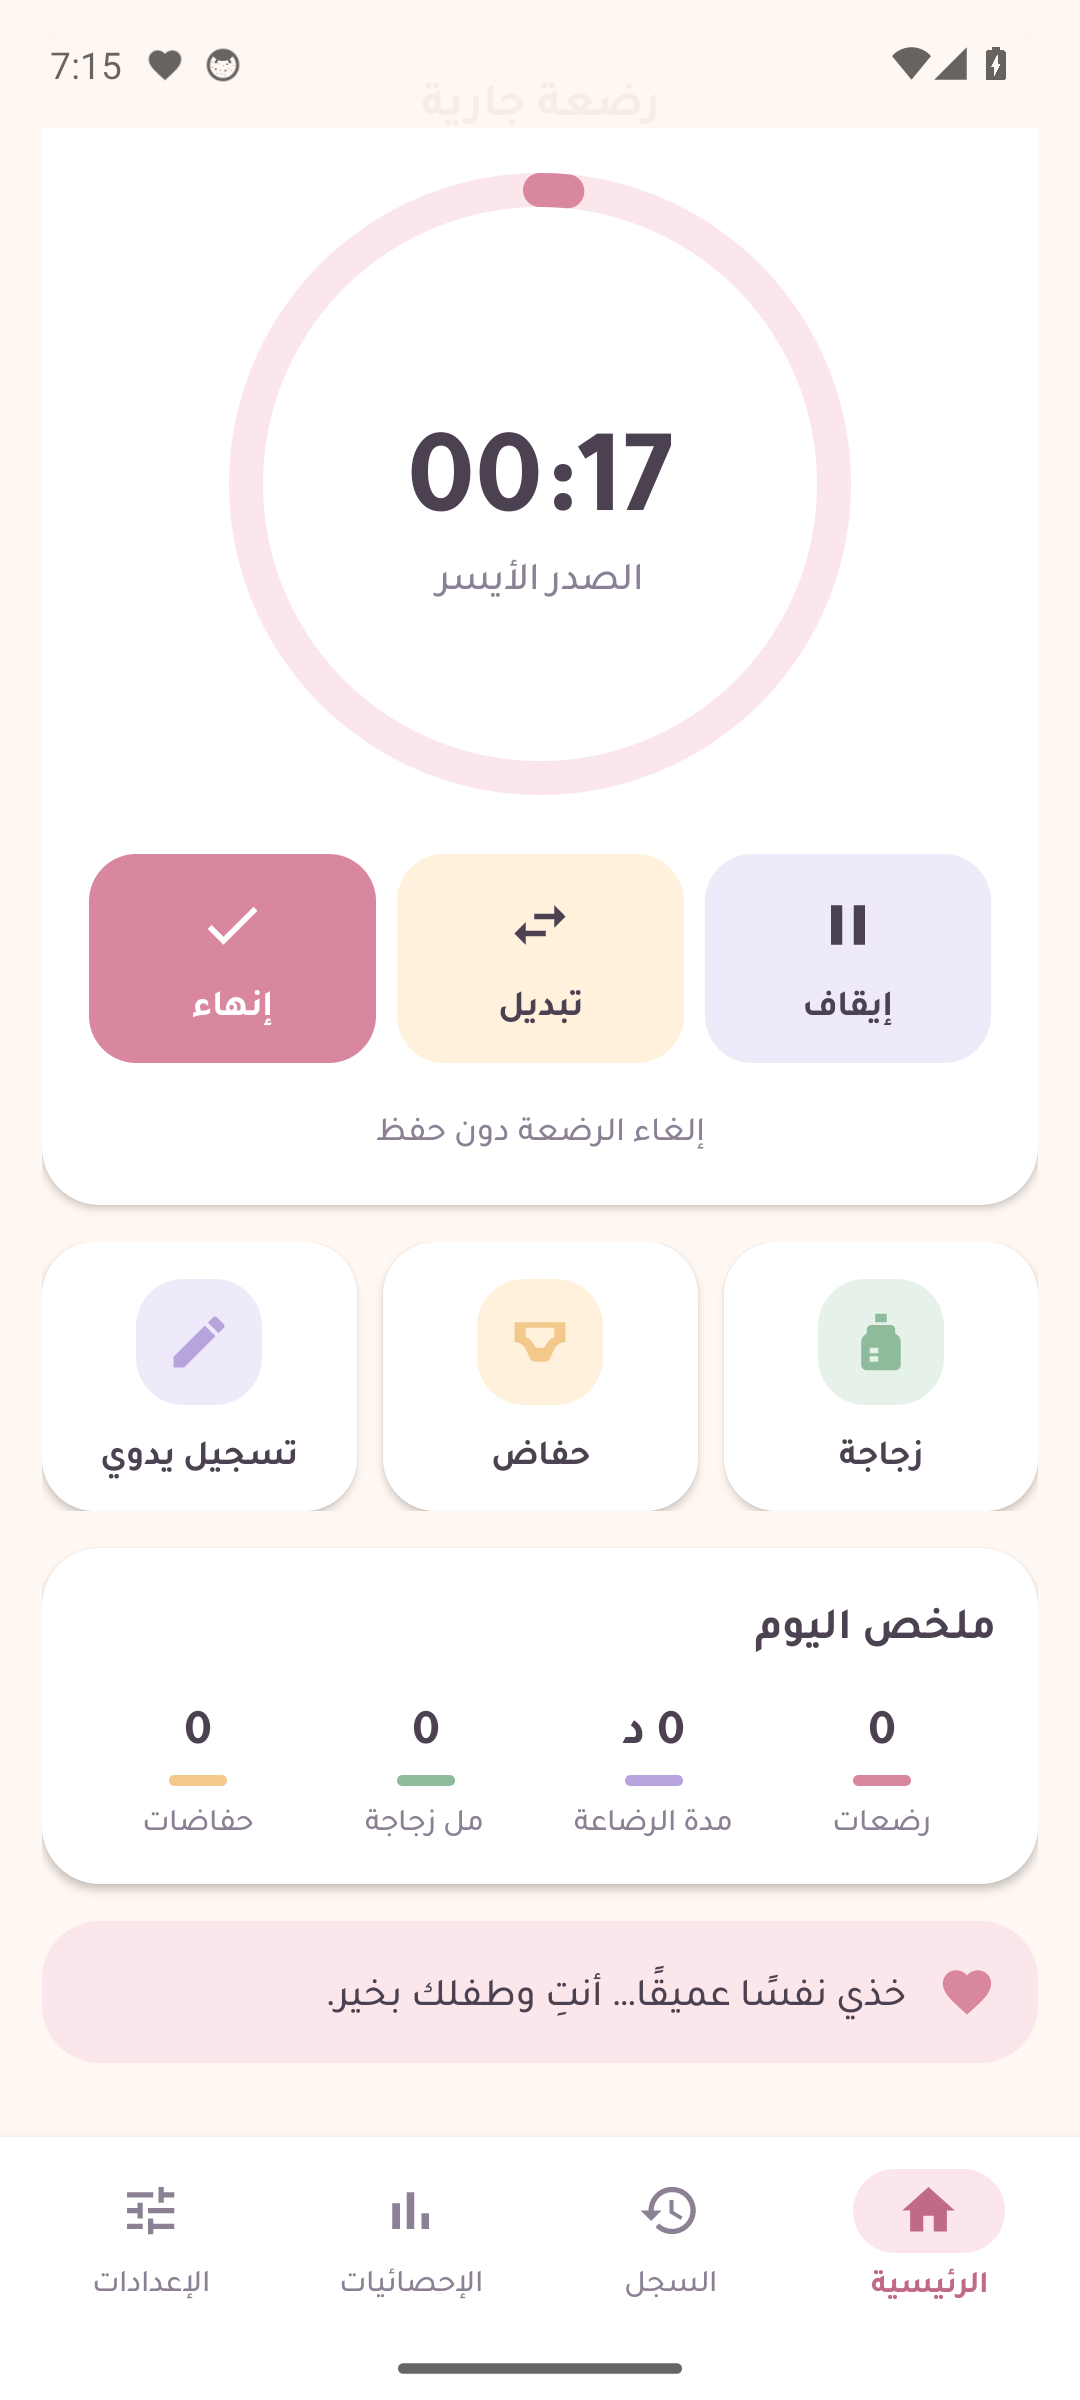 7:15
رضعة جارية
00:17
الصدر الأيسر
إيقاف
تبديل
إنهاء
إلغاء الرضعة دون حفظ
زجاجة
حفاض
تسجيل يدوي
ملخص اليوم
0
0 د
0
0
رضعات
مدة الرضاعة
مل زجاجة
حفاضات
خذي نفسًا عميقًا... أنتِ وطفلك بخير.
الرئيسية
السجل
الإحصائيات
الإعدادات